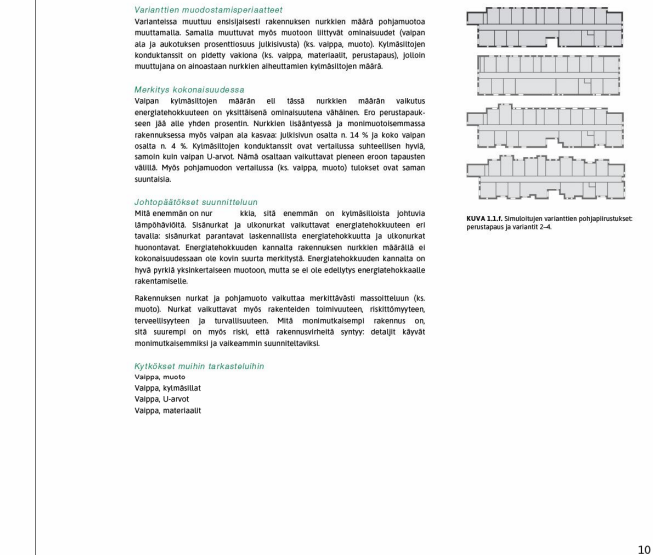 Varianttien muodostamisperiaatteet
Varianteissa muuttuu ensisijaisesti rakennuksen nurkkien määrä pohjamuotoa
muuttamalla. Samalla muuttuvat myös muotoon liittyvät ominaisuudet (vaipan
ala ja aukotuksen prosenttiosuus julkisivusta) (ks. vaippa, muoto). Kylmäsiltojen
konduktanssit on pidetty vakiona (ks. vaippa, materiaalit, perustapaus), jolloin
muuttujana on ainoastaan nurkkien aiheuttamien kylmäsiltojen määrä.
Merkitys kokonaisuudessa
Vaipan kylmäsiltojen määrän eli tässä nurkkien määrän vaikutus
energiatehokkuuteen on yksittäisenä ominaisuutena vähäinen. Ero perustapauk-
seen jää alle yhden prosentin. Nurkkien lisääntyessä ja monimuotoisemmassa
rakennuksessa myös vaipan ala kasvaa: julkisivun osalta n. 14 % ja koko vaipan
osalta n. 4 %. Kylmäsiltojen konduktanssit ovat vertailussa suhteellisen hyviä,
samoin kuin vaipan U-arvot. Nämä osaltaan vaikuttavat pieneen eroon tapausten
välillä. Myös pohjamuodon vertailussa (ks. vaippa, muoto) tulokset ovat saman
suuntaisia.
Johtopäätökset suunnitteluun
Mitä enemmän on nur kkia, sitä enemmän on kylmäsilloista johtuvia
lämpöhäviöitä. Sisänurkat ja ulkonurkat vaikuttavat energiatehokkuuteen eri
tavalla: sisänurkat parantavat laskennallista energiatehokkuutta ja ulkonurkat
huonontavat. Energiatehokkuuden kannalta rakennuksen nurkkien määrällä ei
kokonaisuudessaan ole kovin suurta merkitystä. Energiatehokkuuden kannalta on
hyvä pyrkiä yksinkertaiseen muotoon, mutta se ei ole edellytys energiatehokkaalle
rakentamiselle.
Rakennuksen nurkat ja pohjamuoto vaikuttaa merkittävästi massoitteluun (ks.
muoto). Nurkat vaikuttavat myös rakenteiden toimivuuteen, riskittömyyteen,
terveellisyyteen ja turvallisuuteen. Mitä monimutkaisempi rakennus on,
sitä suurempi on myös riski, että rakennusvirheitä syntyy: detaljit käyvät
monimutkaisemmiksi ja vaikeammin suunniteltaviksi.
Kytkökset muihin tarkasteluihin
Vaippa, muoto
Vaippa, kylmäsillat
Vaippa, U-arvot
Vaippa, materiaalit
KUVA 1.1.f. Simuloitujen varianttien pohjapiirustukset:
perustapaus ja variantit 2–4.
10